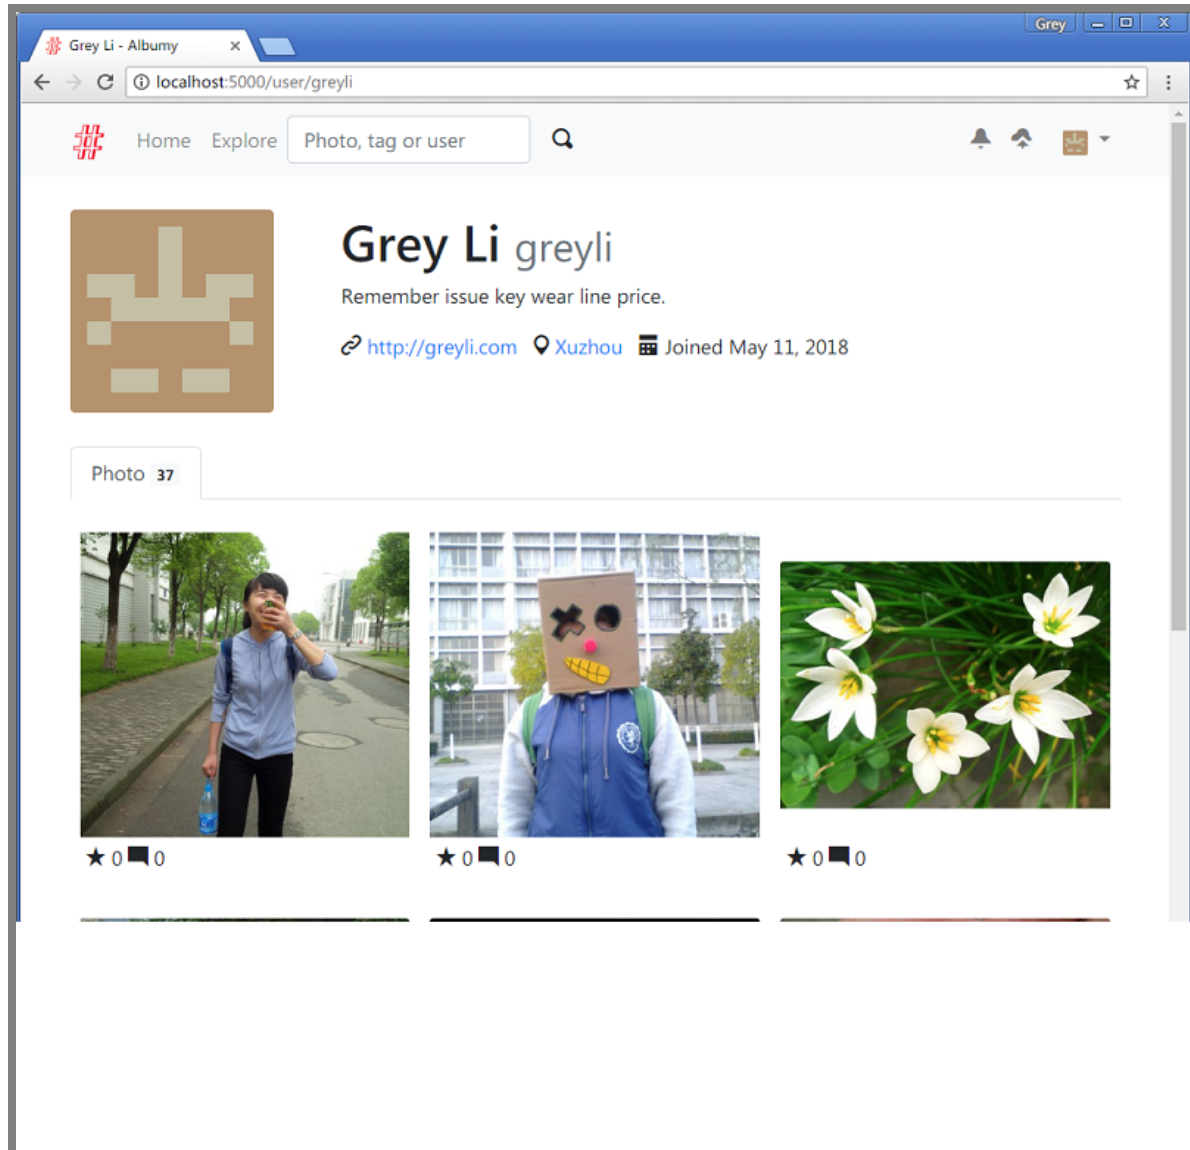 Grey
Grey Li - Albumy
localhost:5000/user/greyli
Home Explore Photo, tag or user
Grey Li greyli
Remember issue key wear line price.
http://greyli.com Xuzhou Joined May 11, 2018
Photo 37
0 0 0 0 0 0